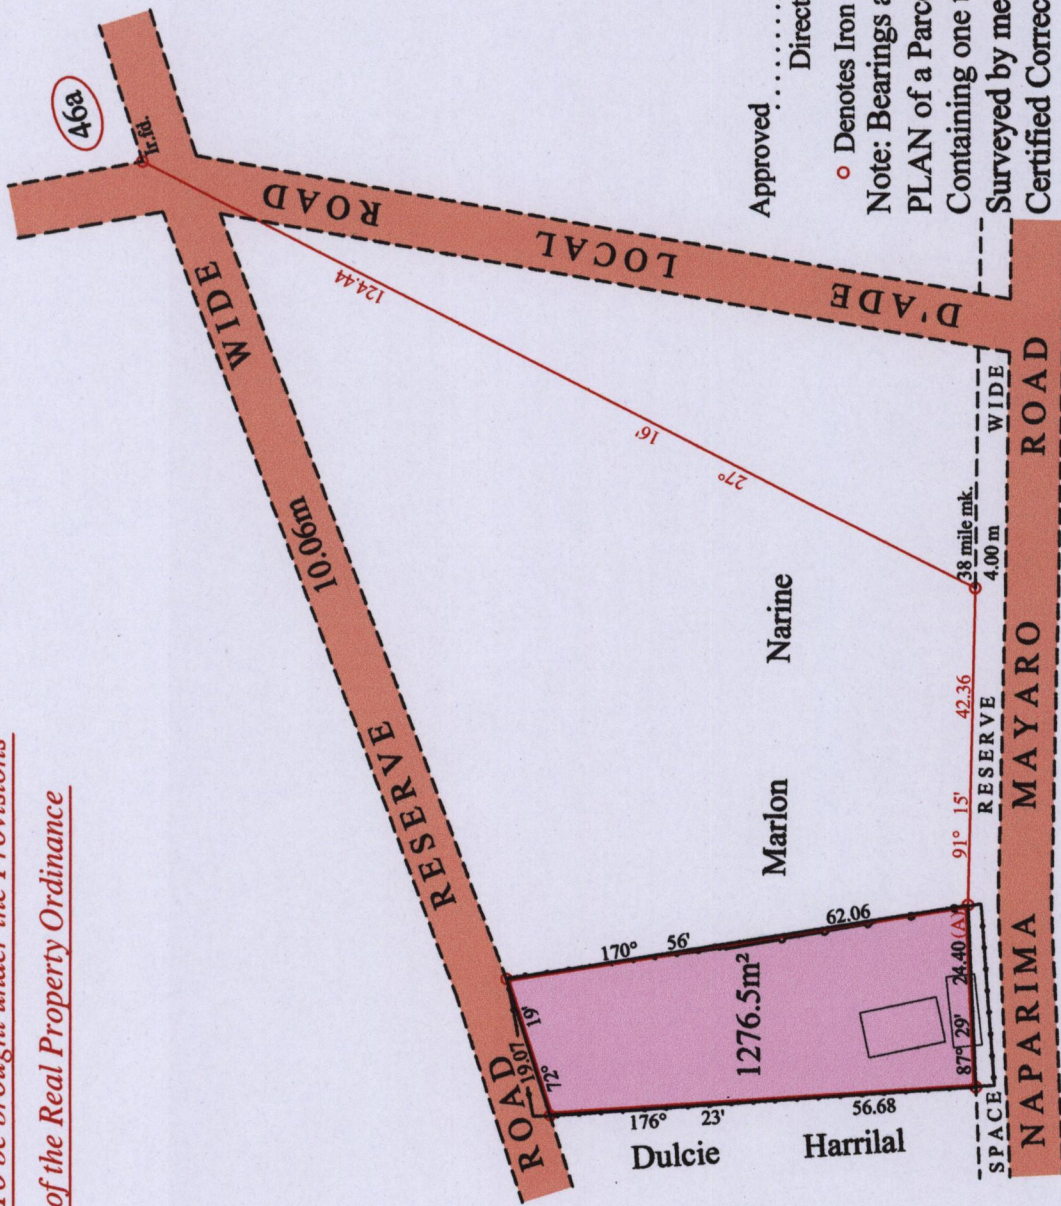 To be brought under the Provisions
of the Real Property Ordinance
46a
Ir.fd.
ROAD RESERVE 10.06m WIDE
D'ADE LOCAL ROAD
124.44
16'
27°
38 mile mk.
4.00 m WIDE
91° 15' 42.36
SPACE RESERVE
NAPARIMA MAYARO ROAD
Marlon Narine
Dulcie Harrilal
1276.5m²
170° 56' 62.06
72° 19' 19.07
176° 23' 56.68
87° 29' 24.40 (A)
Approved ........
Direct
Denotes Iron
Note: Bearings a
PLAN of a Parce
Containing one
Surveyed by me
Certified Correc